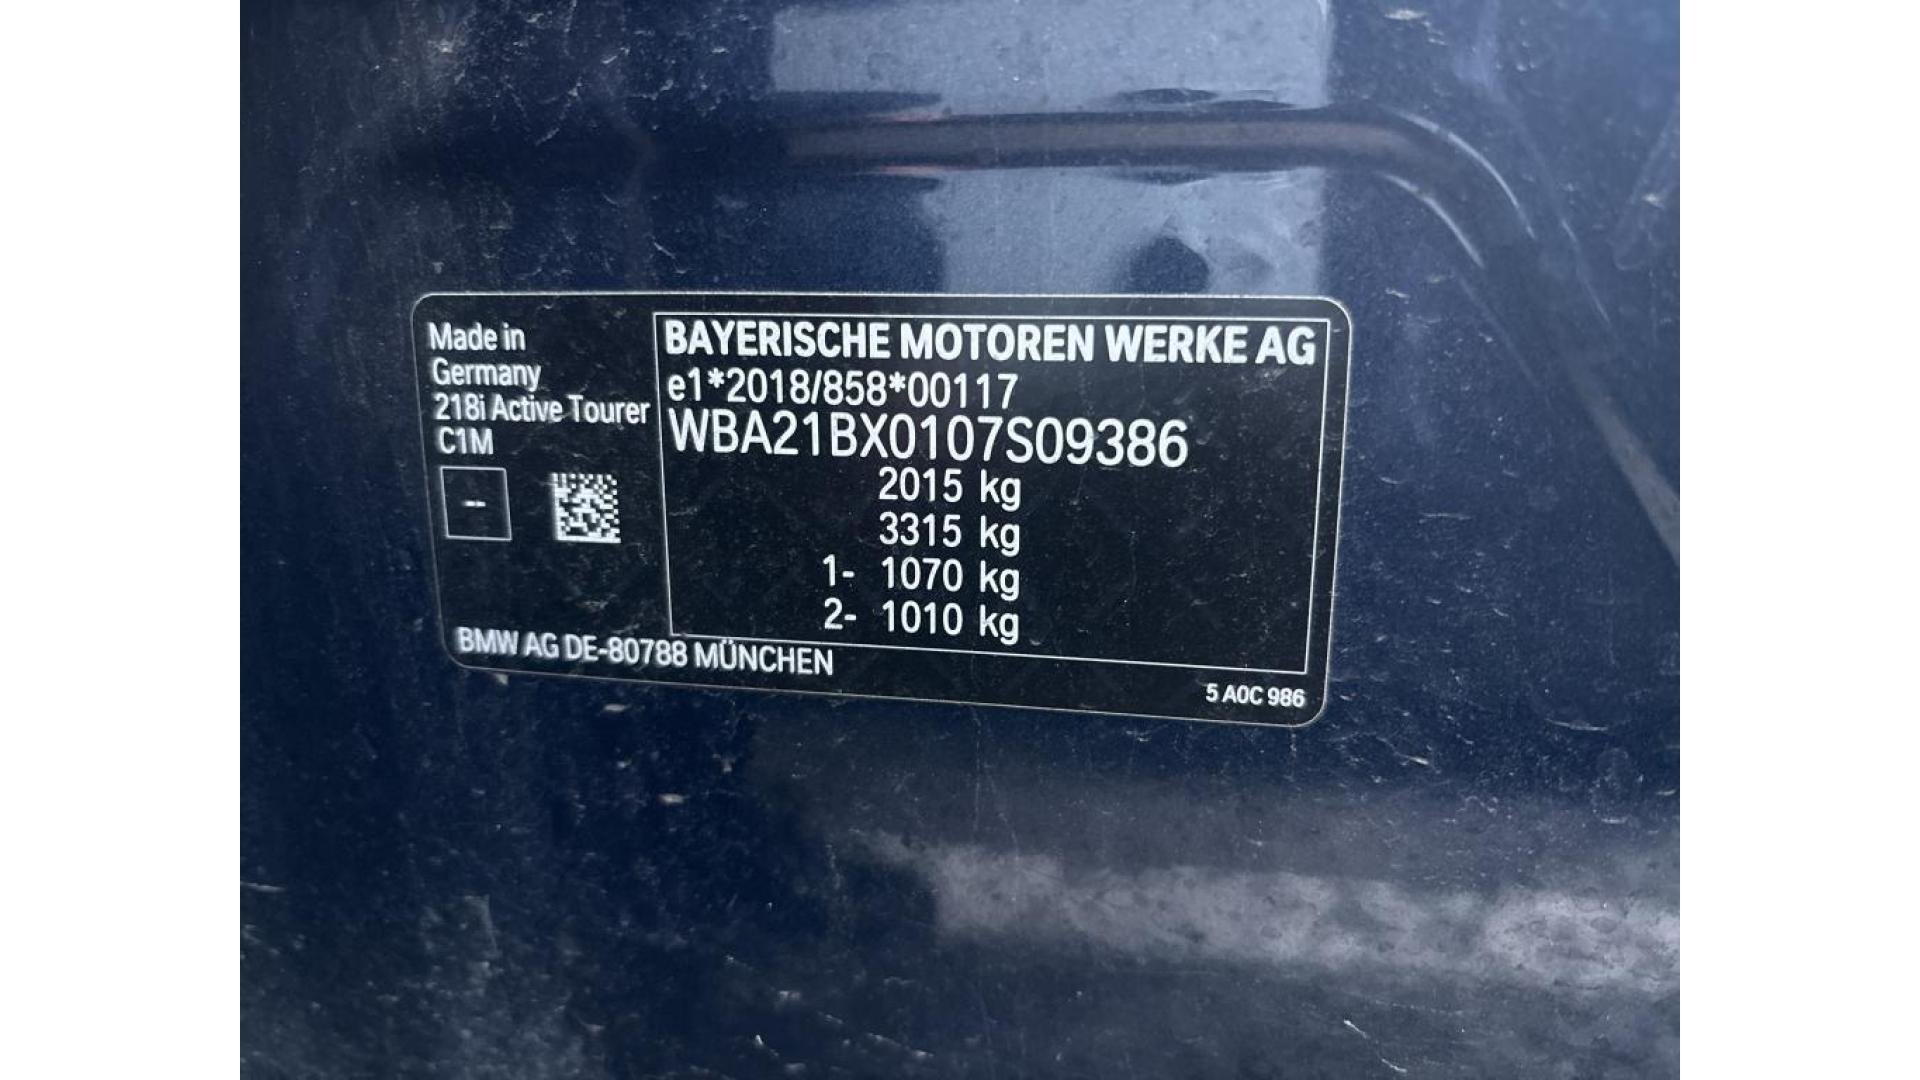 Made in
Germany
218i Active Tourer
C1M
--
BAYERISCHE MOTOREN WERKE AG
e1*2018/858*00117
WBA21BX0107S09386
2015 kg
3315 kg
1- 1070 kg
2- 1010 kg
BMW AG DE-80788 MÜNCHEN
5 A0C 986